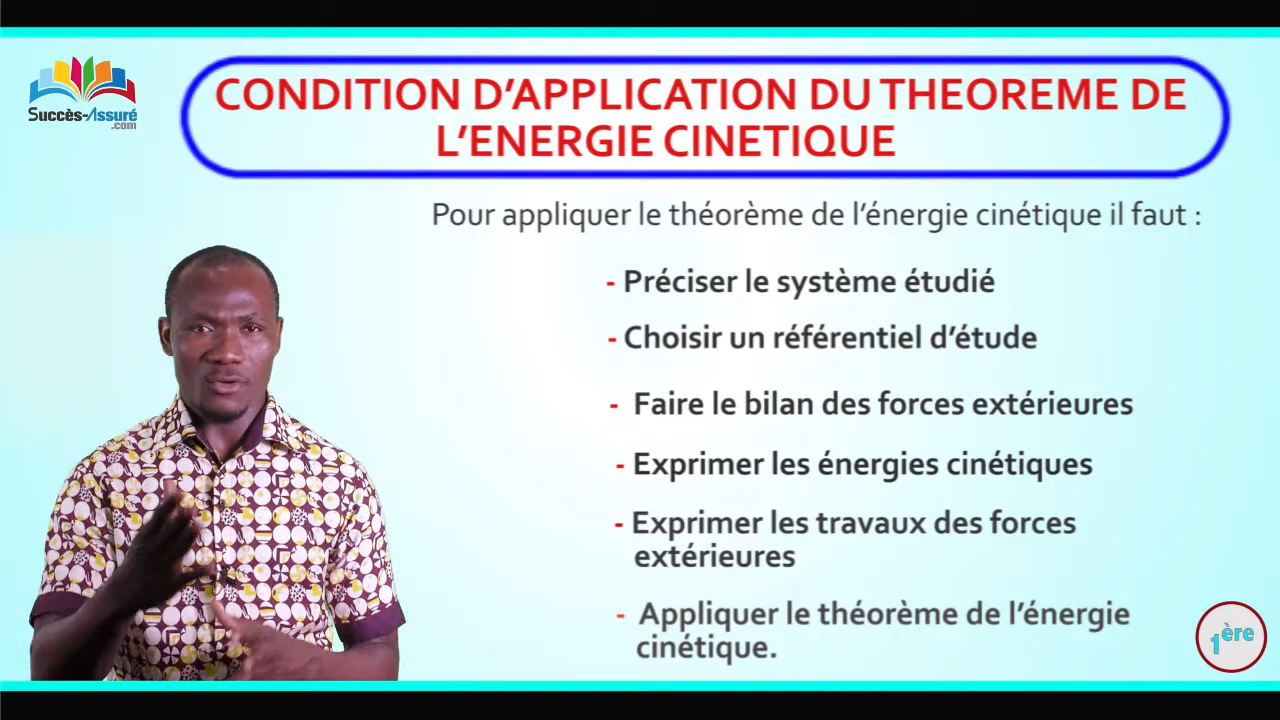 Succès-Assuré
.com
CONDITION D'APPLICATION DU THEOREME DE
L'ENERGIE CINETIQUE
Pour appliquer le théorème de l'énergie cinétique il faut :
- Préciser le système étudié
- Choisir un référentiel d'étude
- Faire le bilan des forces extérieures
- Exprimer les énergies cinétiques
- Exprimer les travaux des forces
extérieures
- Appliquer le théorème de l'énergie
cinétique.
1ère